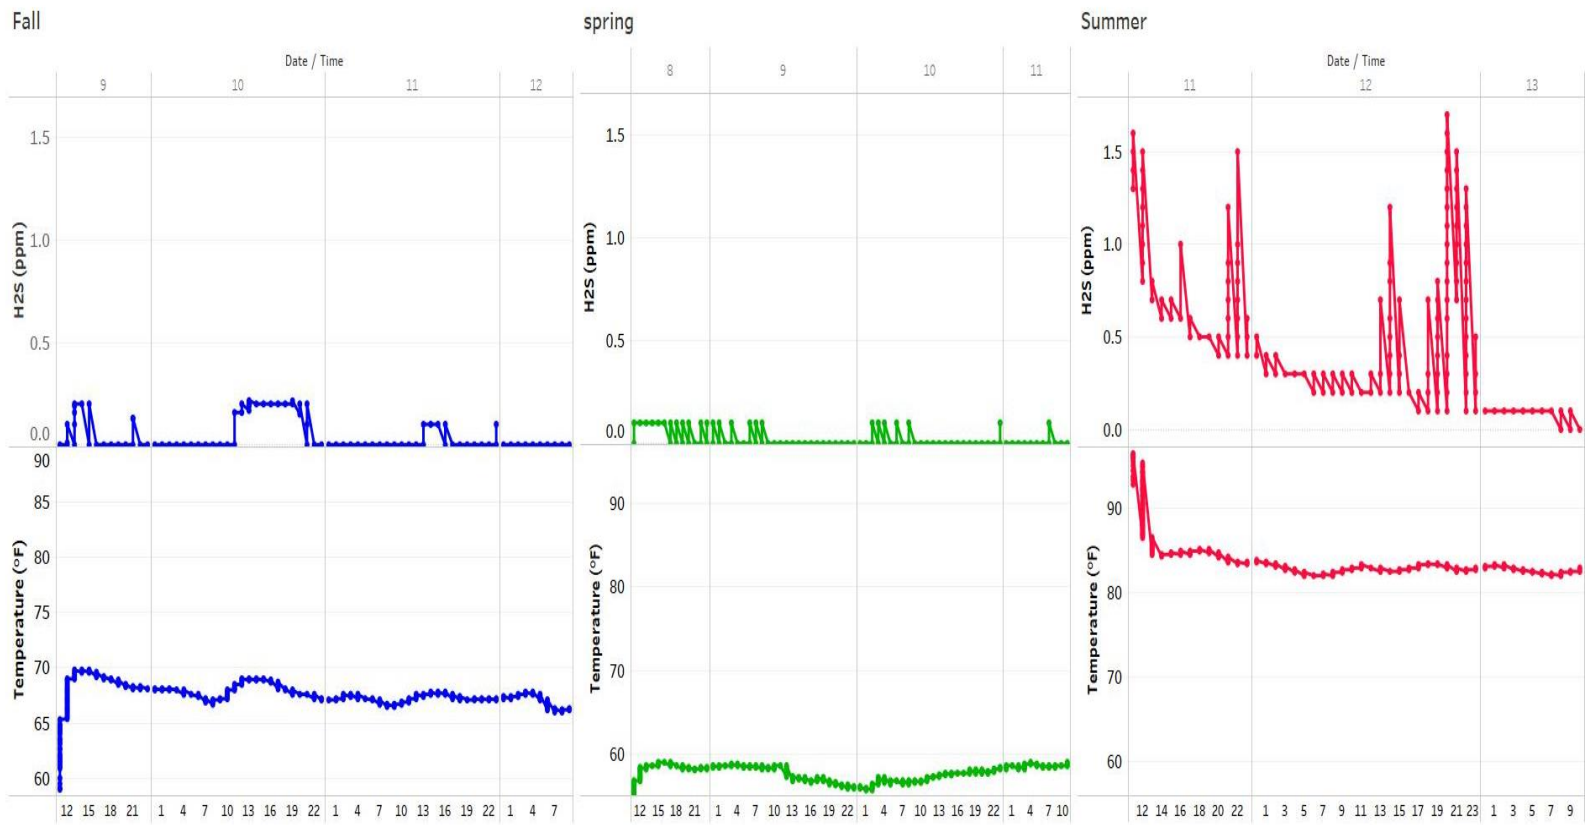 Fall
Date / Time
9 10 11 12
H2S (ppm)
1.5
1.0
0.5
0.0
Temperature (°F)
90
85
80
75
70
65
60
12 15 18 21 1 4 7 10 13 16 19 22 1 4 7 10 13 16 19 22 1 4 7
spring
8 9 10 11
H2S (ppm)
1.5
1.0
0.5
0.0
Temperature (°F)
90
80
70
60
12 15 18 21 1 4 7 10 13 16 19 22 1 4 7 10 13 16 19 22 1 4 7 10
Summer
Date / Time
11 12 13
H2S (ppm)
1.5
1.0
0.5
0.0
Temperature (°F)
90
80
70
60
12 14 16 18 20 22 1 3 5 7 9 11 13 15 17 19 21 23 1 3 5 7 9